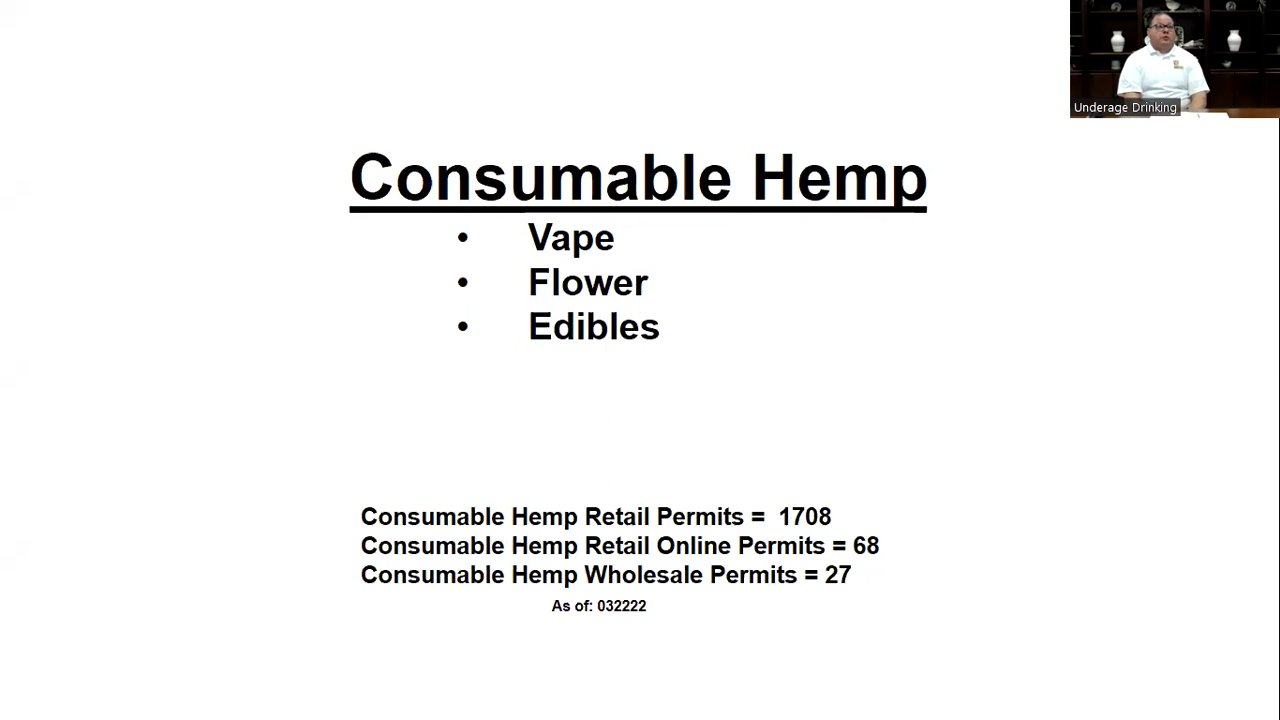 Underage Drinking
Consumable Hemp
• Vape
• Flower
• Edibles
Consumable Hemp Retail Permits = 1708
Consumable Hemp Retail Online Permits = 68
Consumable Hemp Wholesale Permits = 27
As of: 032222